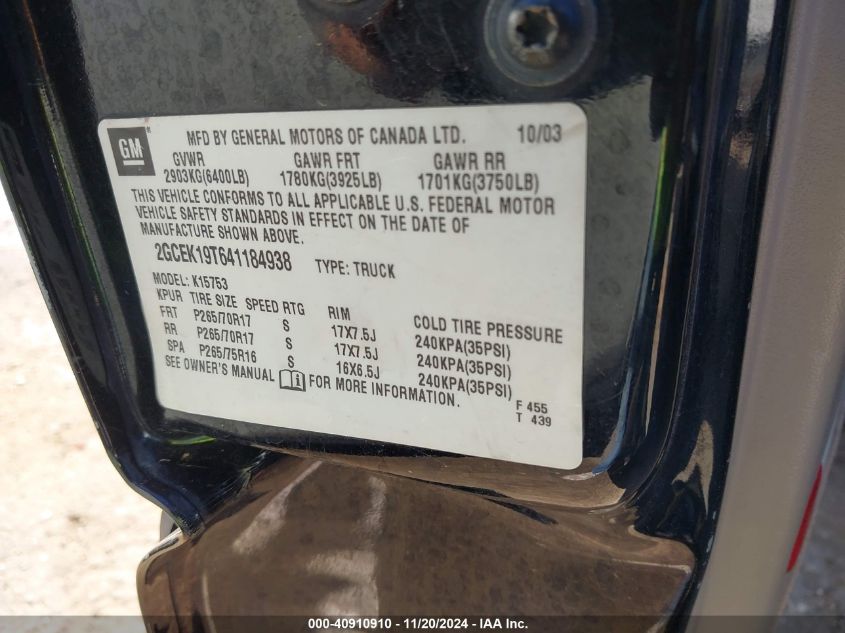 GM
MFD BY GENERAL MOTORS OF CANADA LTD. 10/03
GVWR GAWR FRT GAWR RR
2903KG(6400LB) 1780KG(3925LB) 1701KG(3750LB)
THIS VEHICLE CONFORMS TO ALL APPLICABLE U.S. FEDERAL MOTOR
VEHICLE SAFETY STANDARDS IN EFFECT ON THE DATE OF
MANUFACTURE SHOWN ABOVE.
2GCEK19T641184938 TYPE: TRUCK
MODEL: K15753
KPUR TIRE SIZE SPEED RTG RIM COLD TIRE PRESSURE
FRT P265/70R17 S 17X7.5J 240KPA(35PSI)
RR P265/70R17 S 17X7.5J 240KPA(35PSI)
SPA P265/75R16 S 16X6.5J 240KPA(35PSI)
SEE OWNER'S MANUAL FOR MORE INFORMATION.
F 455
T 439
000-40910910 - 11/20/2024 - IAA Inc.